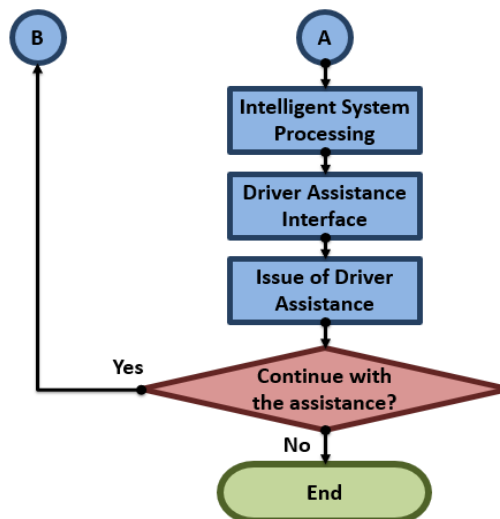 B
A
Intelligent System
Processing
Driver Assistance
Interface
Issue of Driver
Assistance
Yes
Continue with
the assistance?
No
End